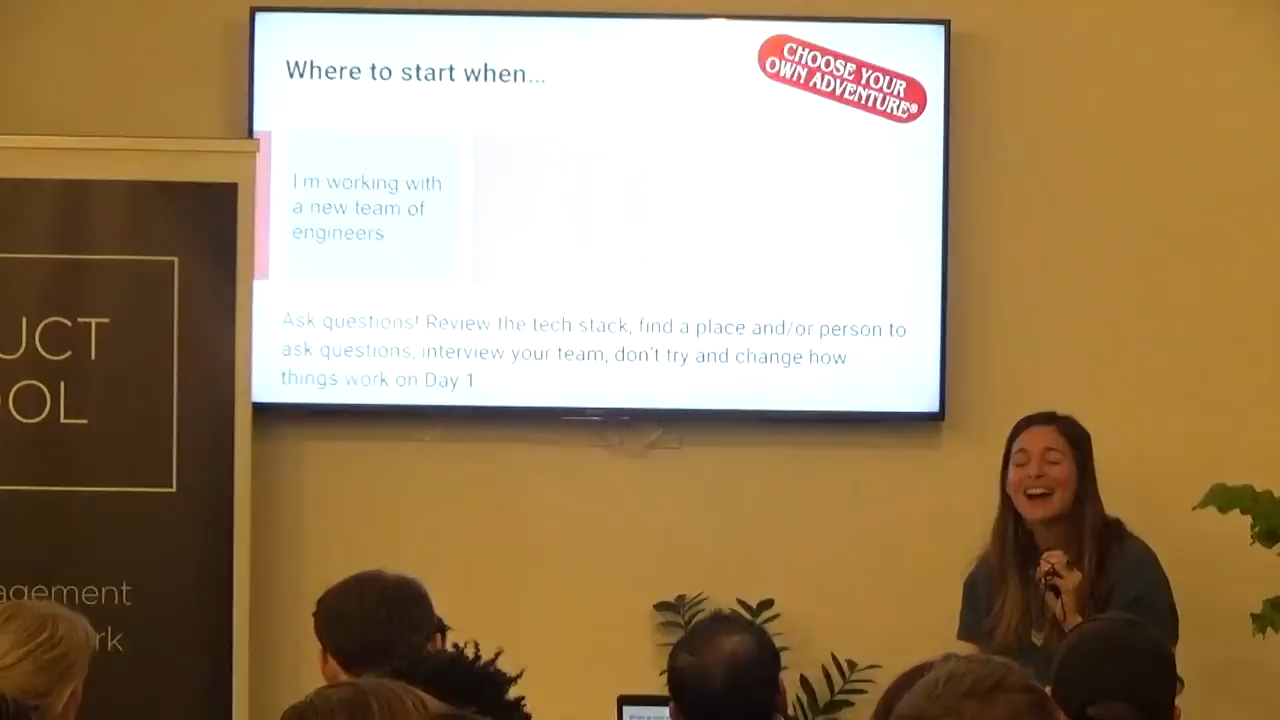 Where to start when...
CHOOSE YOUR
OWN ADVENTURE®
I'm working with
a new team of
engineers
Ask questions! Review the tech stack, find a place and/or person to
ask questions, interview your team, don't try and change how
things work on Day 1
UCT
OOL
agement
rk